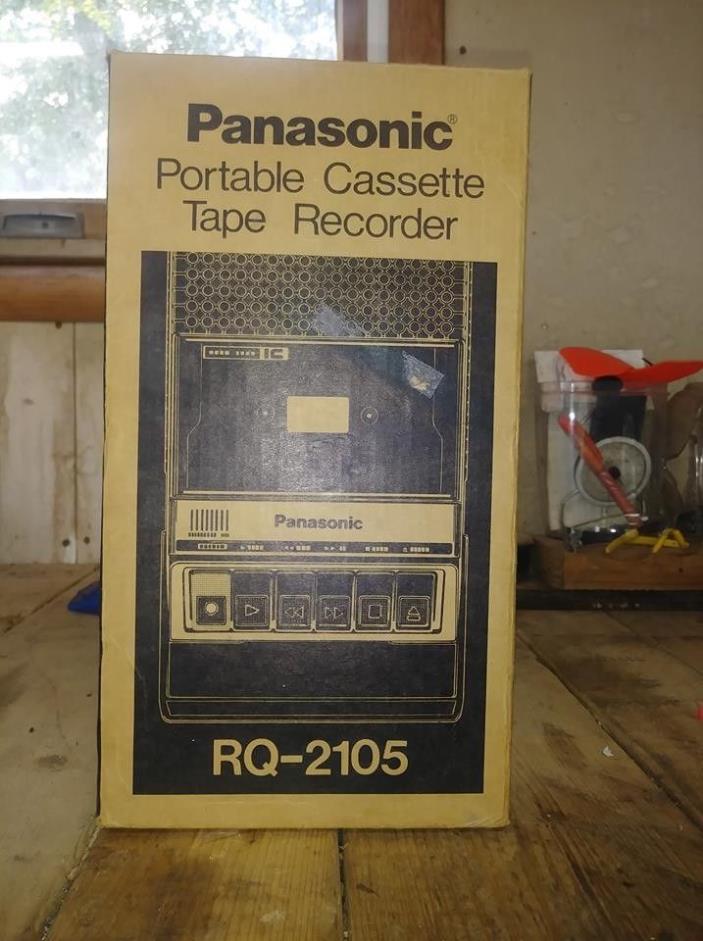 Panasonic®
Portable Cassette
Tape Recorder
IC
Panasonic
RQ-2105